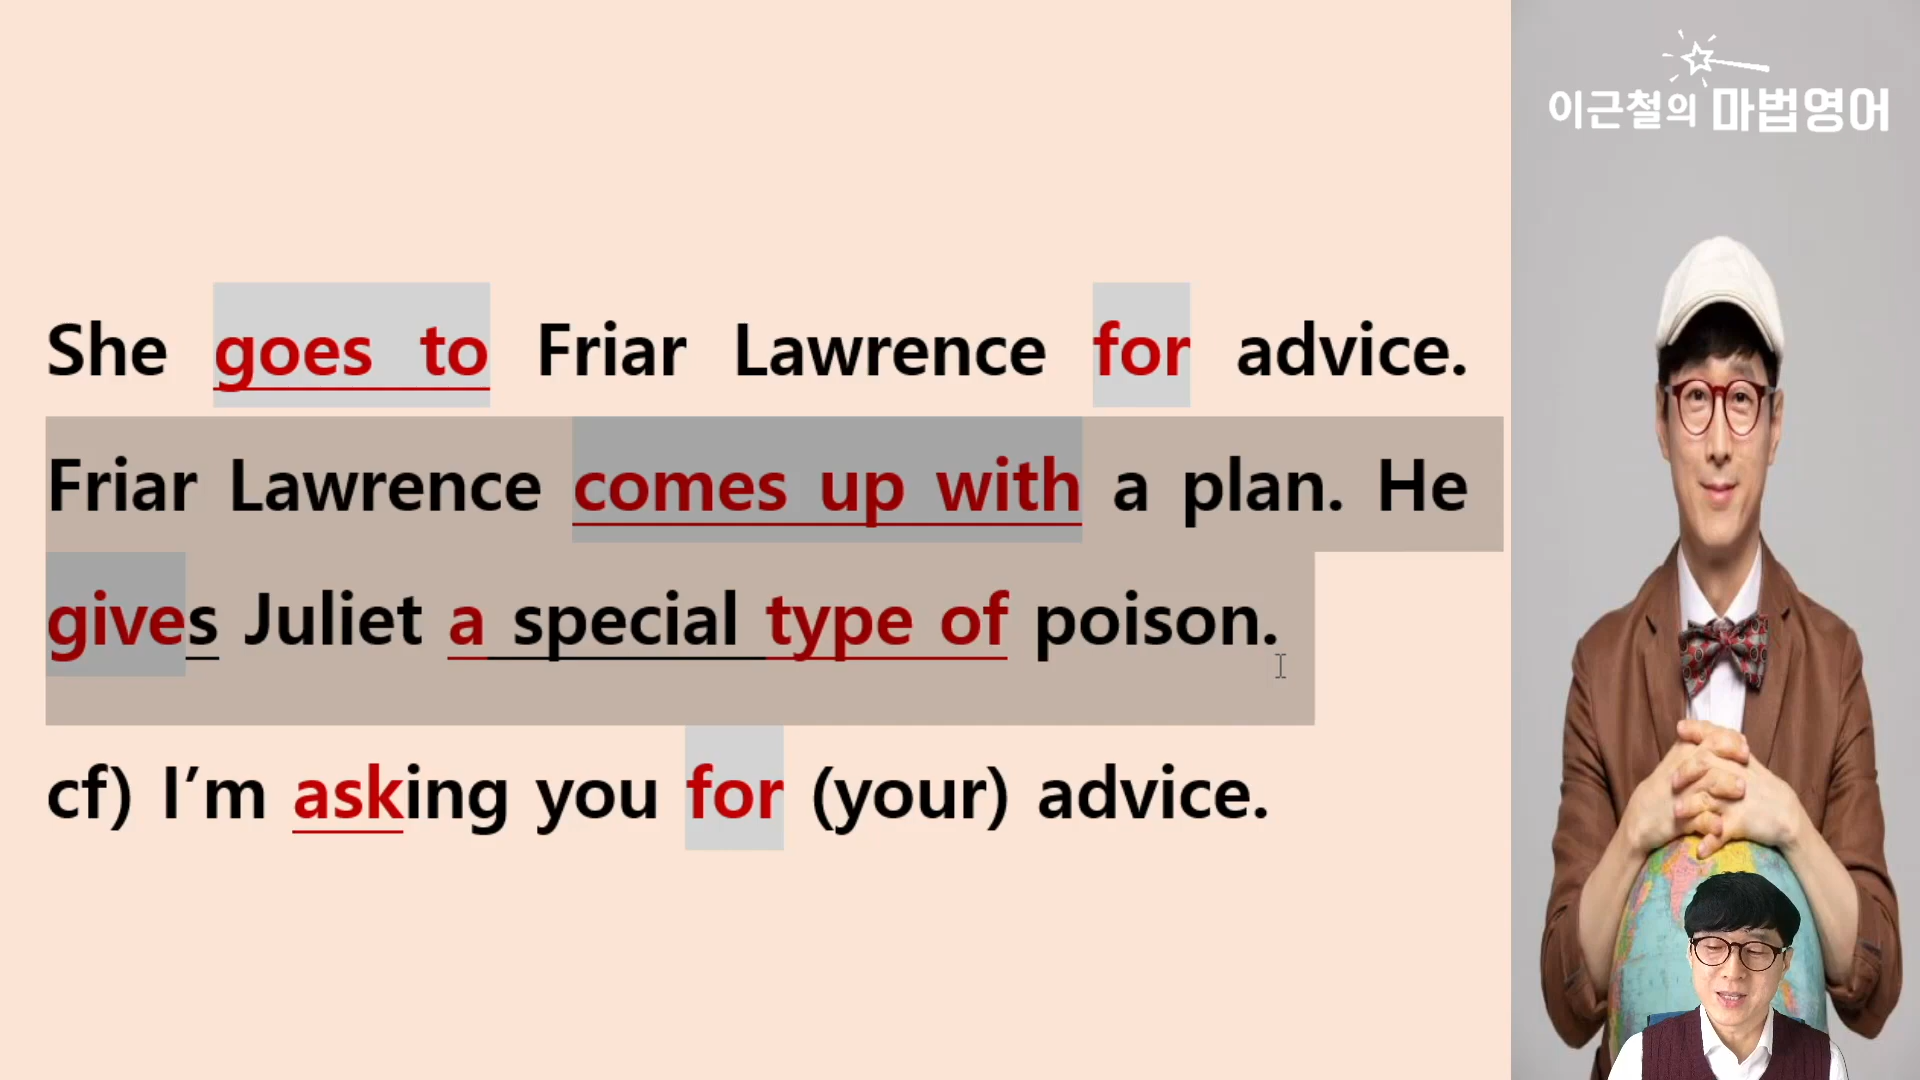 이근철의 마법영어
She goes to Friar Lawrence for advice.
Friar Lawrence comes up with a plan. He
gives Juliet a special type of poison.
cf) I’m asking you for (your) advice.